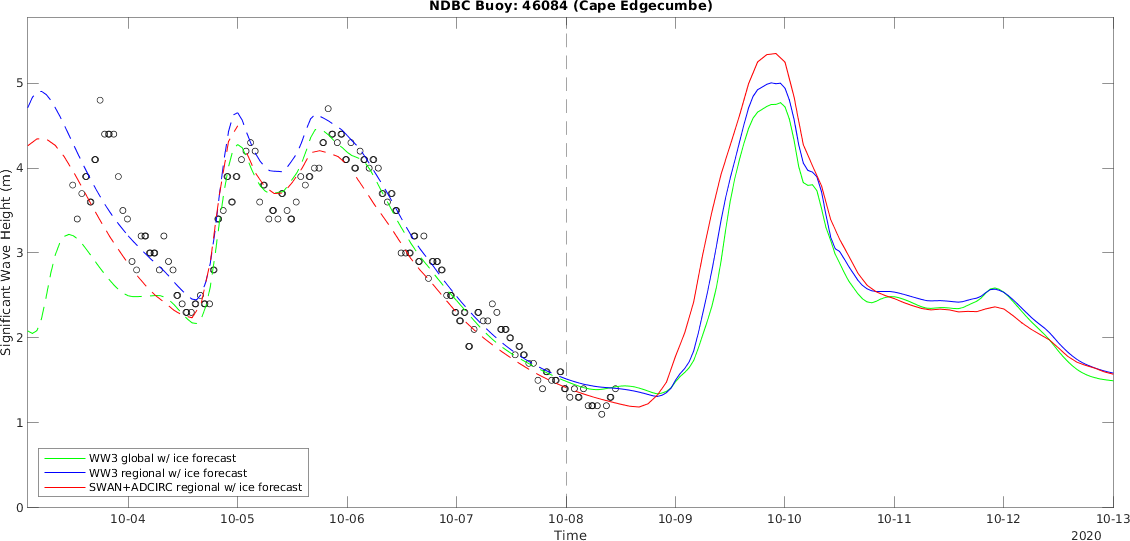 NDBC Buoy: 46084 (Cape Edgecumbe)
Significant Wave Height (m)
5
4
3
2
1
0
WW3 global w/ ice forecast
WW3 regional w/ ice forecast
SWAN+ADCIRC regional w/ ice forecast
10-04 10-05 10-06 10-07 10-08 10-09 10-10 10-11 10-12 10-13
Time
2020